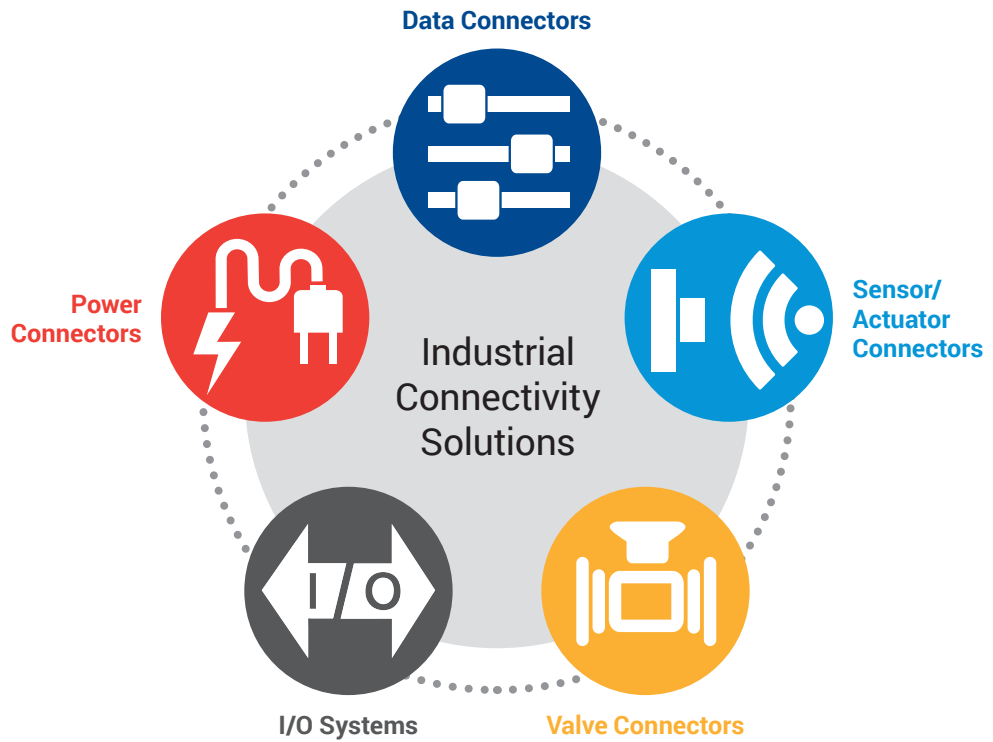 Data Connectors
Power
Connectors
Sensor/
Actuator
Connectors
Industrial
Connectivity
Solutions
I/O
I/O Systems
Valve Connectors